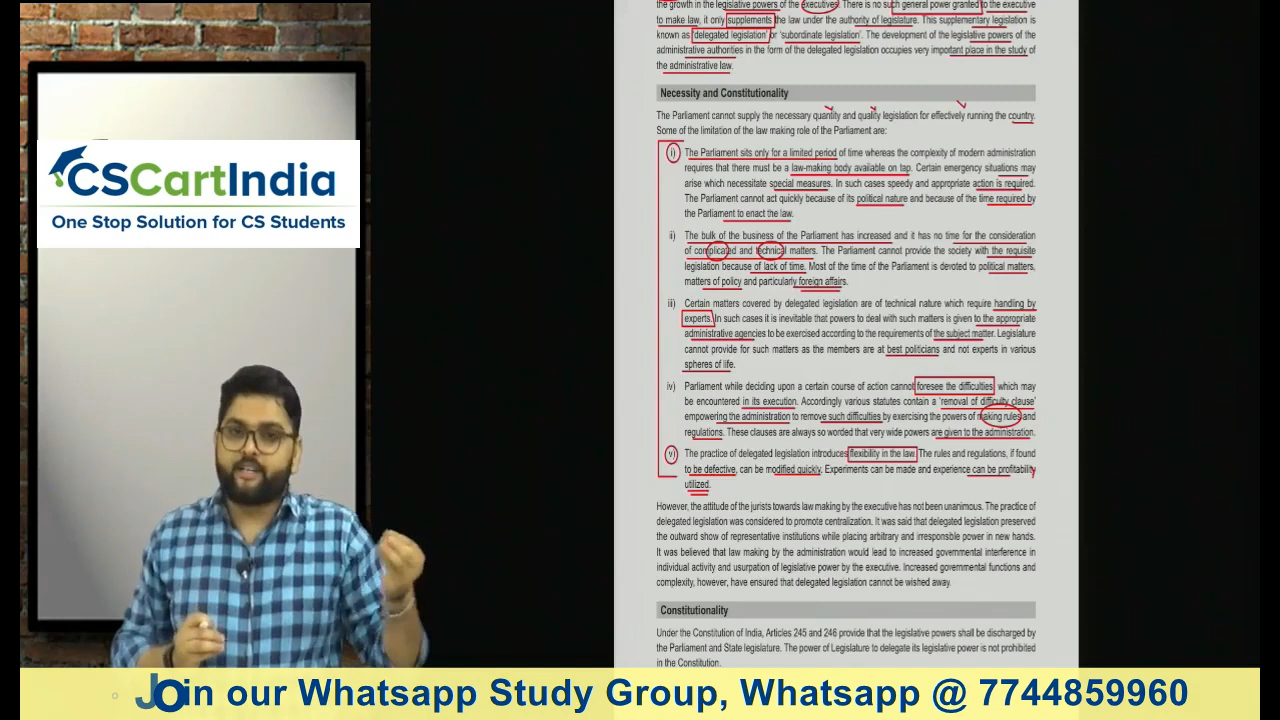 CSCartIndia
One Stop Solution for CS Students
the growth in the legislative powers of the executives. There is no such general power granted to the executive
to make law, it only supplements the law under the authority of legislature. This supplementary legislation is
known as 'delegated legislation' or 'subordinate legislation'. The development of the legislative powers of the
administrative authorities in the form of the delegated legislation occupies very important place in the study of
the administrative law.
Necessity and Constitutionality
The Parliament cannot supply the necessary quantity and quality legislation for effectively running the country.
Some of the limitation of the law making role of the Parliament are:
i) The Parliament sits only for a limited period of time whereas the complexity of modern administration
requires that there must be a law-making body available on tap. Certain emergency situations may
arise which necessitate special measures. In such cases speedy and appropriate action is required.
The Parliament cannot act quickly because of its political nature and because of the time required by
the Parliament to enact the law.
ii) The bulk of the business of the Parliament has increased and it has no time for the consideration
of complicated and technical matters. The Parliament cannot provide the society with the requisite
legislation because of lack of time. Most of the time of the Parliament is devoted to political matters,
matters of policy and particularly foreign affairs.
iii) Certain matters covered by delegated legislation are of technical nature which require handling by
experts. In such cases it is inevitable that powers to deal with such matters is given to the appropriate
administrative agencies to be exercised according to the requirements of the subject matter. Legislature
cannot provide for such matters as the members are at best politicians and not experts in various
spheres of life.
iv) Parliament while deciding upon a certain course of action cannot foresee the difficulties, which may
be encountered in its execution. Accordingly various statutes contain a 'removal of difficulty clause'
empowering the administration to remove such difficulties by exercising the powers of making rules and
regulations. These clauses are always so worded that very wide powers are given to the administration.
v) The practice of delegated legislation introduces flexibility in the law. The rules and regulations, if found
to be defective, can be modified quickly. Experiments can be made and experience can be profitability
utilized.
However, the attitude of the jurists towards law making by the executive has not been unanimous. The practice of
delegated legislation was considered to promote centralization. It was said that delegated legislation preserved
the outward show of representative institutions while placing arbitrary and irresponsible power in new hands.
It was believed that law making by the administration would lead to increased governmental interference in
individual activity and usurpation of legislative power by the executive. Increased governmental functions and
complexity, however, have ensured that delegated legislation cannot be wished away.
Constitutionality
Under the Constitution of India, Articles 245 and 246 provide that the legislative powers shall be discharged by
the Parliament and State legislature. The power of Legislature to delegate its legislative power is not prohibited
in the Constitution.
Join our Whatsapp Study Group, Whatsapp @ 7744859960